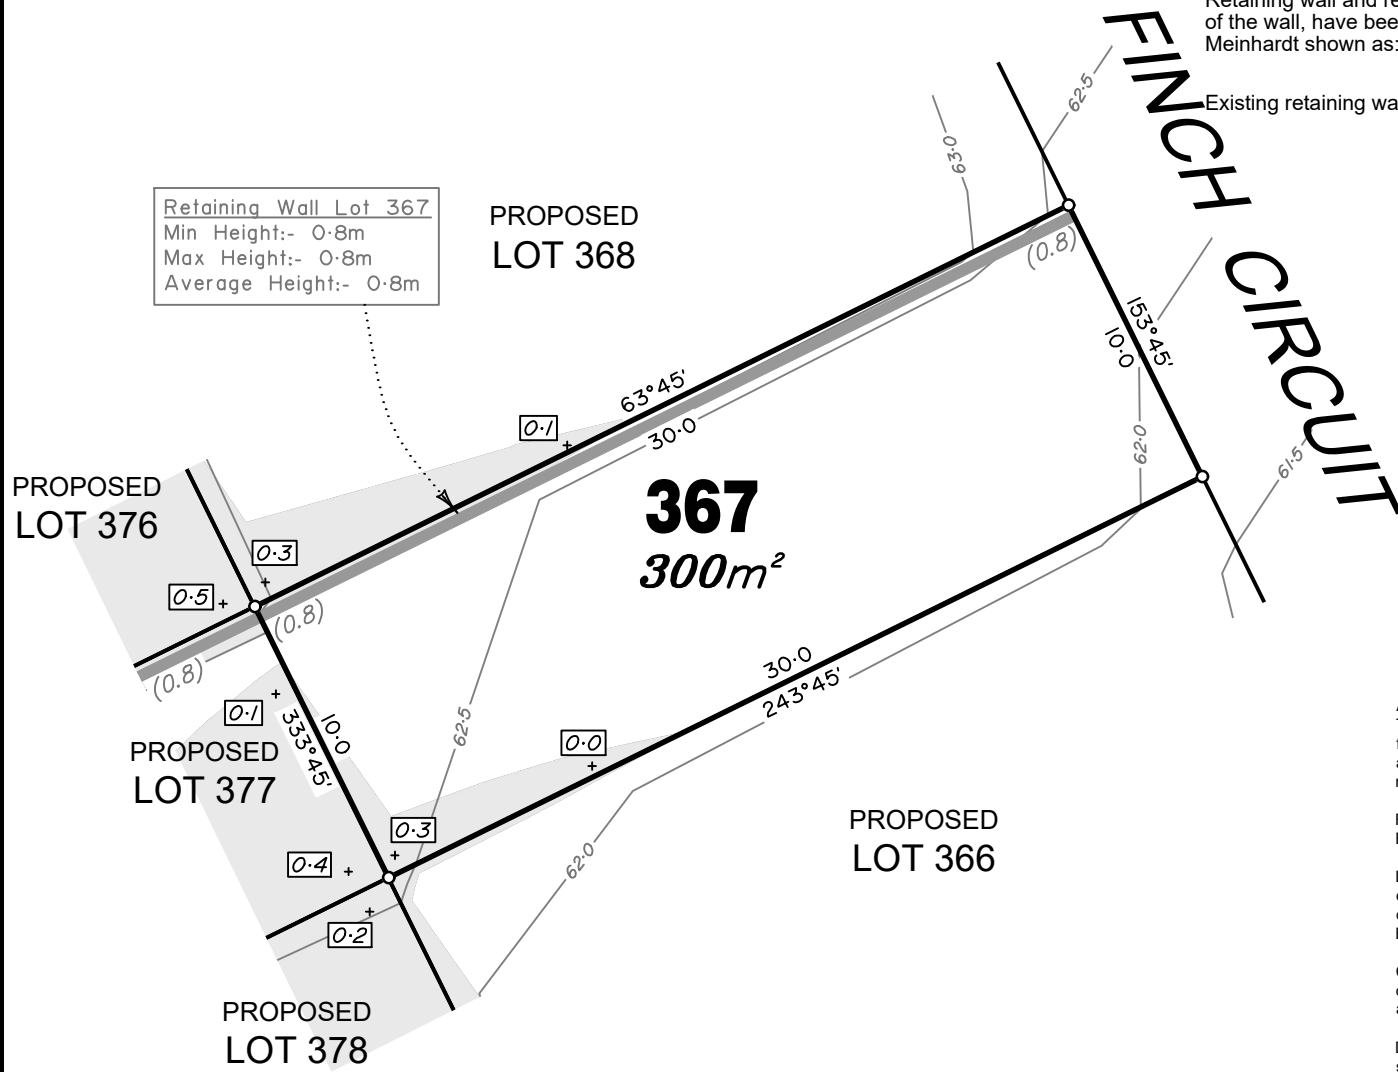 Retaining wall and re
of the wall, have bee
Meinhardt shown as:
Existing retaining wa
FINCH CIRCUIT
62·5
63·0
Retaining Wall Lot 367
Min Height:- 0·8m
Max Height:- 0·8m
Average Height:- 0·8m
PROPOSED
LOT 368
(0.8)
153°45'
10·0
63°45'
30·0
0·1
62·0
61·5
PROPOSED
LOT 376
367
300m²
0·3
0·5
(0.8)
(0.8)
0·1
333°45'
10·0
62·5
PROPOSED
LOT 377
0·0
30·0
243°45'
0·3
0·4
62·0
PROPOSED
LOT 366
0·2
PROPOSED
LOT 378